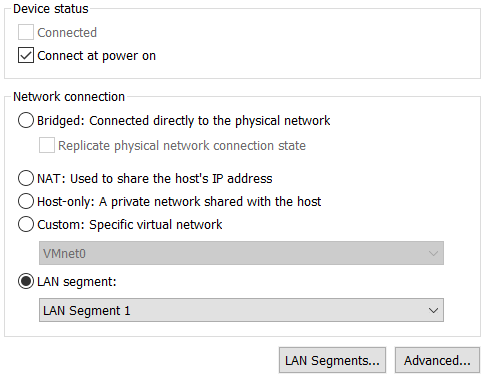 Device status
Connected
Connect at power on
Network connection
Bridged: Connected directly to the physical network
Replicate physical network connection state
NAT: Used to share the host's IP address
Host-only: A private network shared with the host
Custom: Specific virtual network
VMnet0
LAN segment:
LAN Segment 1
LAN Segments... Advanced...